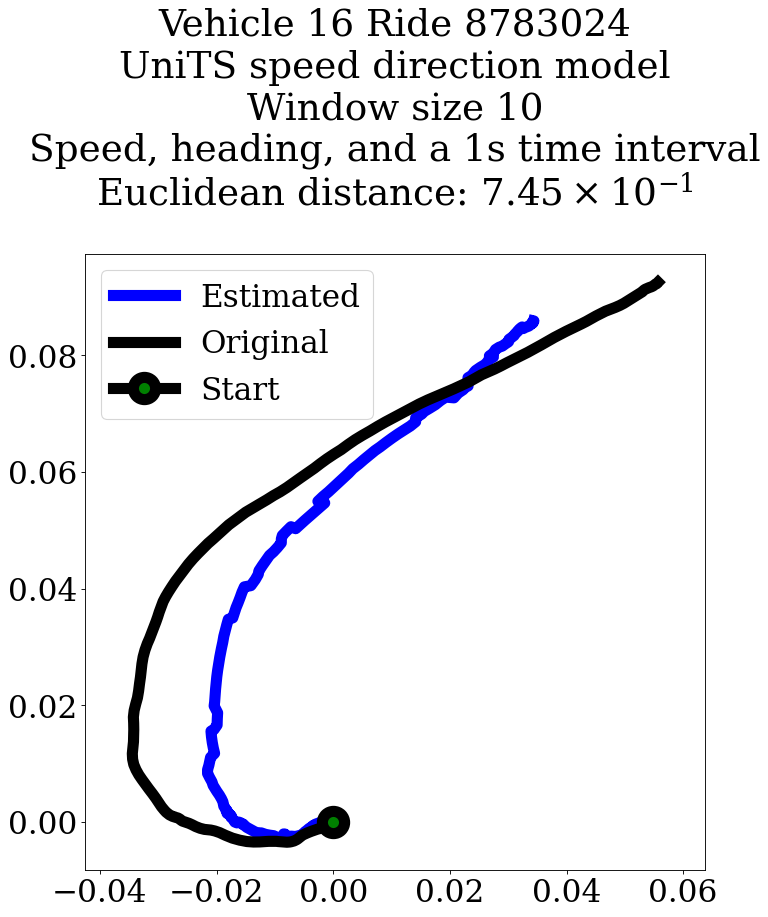 Vehicle 16 Ride 8783024
UniTS speed direction model
Window size 10
Speed, heading, and a 1s time interval
Euclidean distance: 7.45 × 10⁻¹
Estimated
Original
Start
0.08
0.06
0.04
0.02
0.00
−0.04 −0.02 0.00 0.02 0.04 0.06